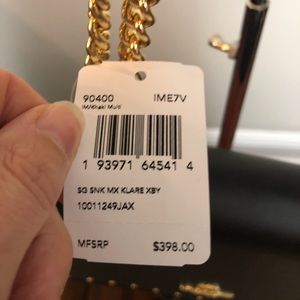 90400 IME7V
IM/Khaki Multi
1 93971 64541 4
SG SNK MX KLARE XBY
10011249JAX
MFSRP $398.00